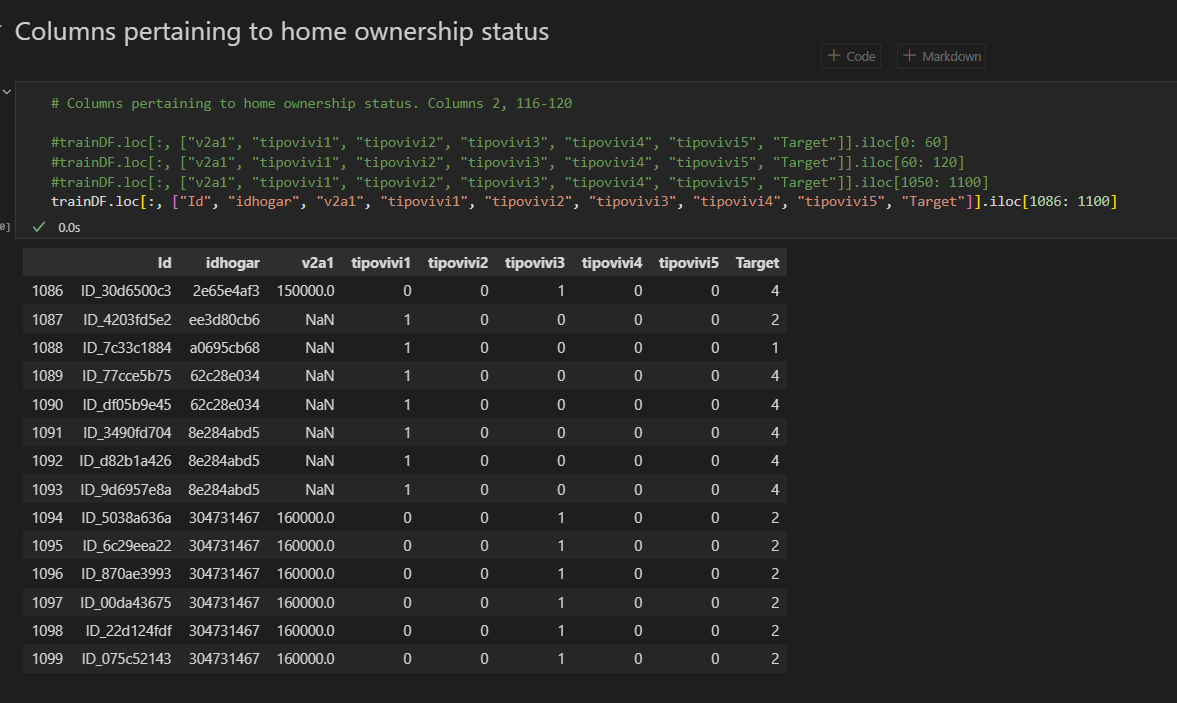 Columns pertaining to home ownership status
+ Code + Markdown
# Columns pertaining to home ownership status. Columns 2, 116-120
#trainDF.loc[:, ["v2a1", "tipovivi1", "tipovivi2", "tipovivi3", "tipovivi4", "tipovivi5", "Target"]].iloc[0: 60]
#trainDF.loc[:, ["v2a1", "tipovivi1", "tipovivi2", "tipovivi3", "tipovivi4", "tipovivi5", "Target"]].iloc[60: 120]
#trainDF.loc[:, ["v2a1", "tipovivi1", "tipovivi2", "tipovivi3", "tipovivi4", "tipovivi5", "Target"]].iloc[1050: 1100]
trainDF.loc[:, ["Id", "idhogar", "v2a1", "tipovivi1", "tipovivi2", "tipovivi3", "tipovivi4", "tipovivi5", "Target"]].iloc[1086: 1100]
0] ✓ 0.0s
Id idhogar v2a1 tipovivi1 tipovivi2 tipovivi3 tipovivi4 tipovivi5 Target
1086 ID_30d6500c3 2e65e4af3 150000.0 0 0 1 0 0 4
1087 ID_4203fd5e2 ee3d80cb6 NaN 1 0 0 0 0 2
1088 ID_7c33c1884 a0695cb68 NaN 1 0 0 0 0 1
1089 ID_77cce5b75 62c28e034 NaN 1 0 0 0 0 4
1090 ID_df05b9e45 62c28e034 NaN 1 0 0 0 0 4
1091 ID_3490fd704 8e284abd5 NaN 1 0 0 0 0 4
1092 ID_d82b1a426 8e284abd5 NaN 1 0 0 0 0 4
1093 ID_9d6957e8a 8e284abd5 NaN 1 0 0 0 0 4
1094 ID_5038a636a 304731467 160000.0 0 0 1 0 0 2
1095 ID_6c29eea22 304731467 160000.0 0 0 1 0 0 2
1096 ID_870ae3993 304731467 160000.0 0 0 1 0 0 2
1097 ID_00da43675 304731467 160000.0 0 0 1 0 0 2
1098 ID_22d124fdf 304731467 160000.0 0 0 1 0 0 2
1099 ID_075c52143 304731467 160000.0 0 0 1 0 0 2